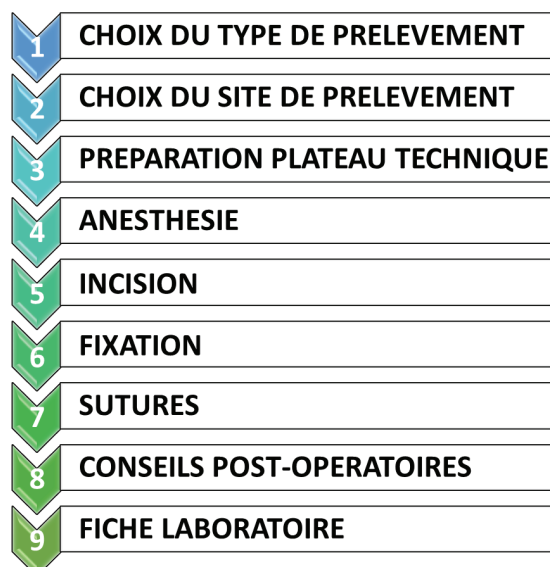 1 CHOIX DU TYPE DE PRELEVEMENT
2 CHOIX DU SITE DE PRELEVEMENT
3 PREPARATION PLATEAU TECHNIQUE
4 ANESTHESIE
5 INCISION
6 FIXATION
7 SUTURES
8 CONSEILS POST-OPERATOIRES
9 FICHE LABORATOIRE